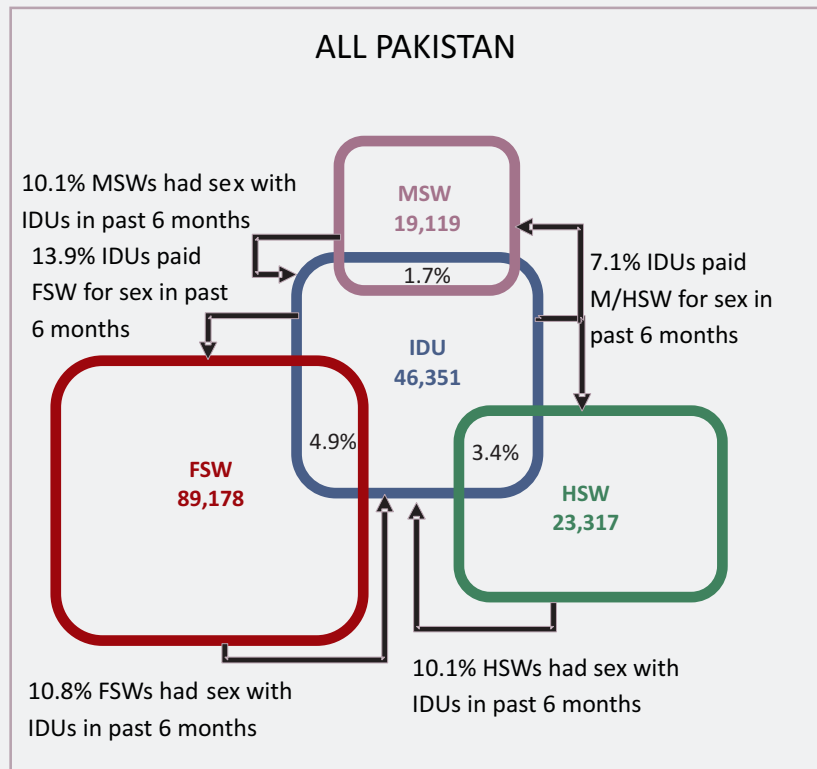 ALL PAKISTAN
MSW
19,119
10.1% MSWs had sex with
IDUs in past 6 months
13.9% IDUs paid
FSW for sex in past
6 months
1.7%
7.1% IDUs paid
M/HSW for sex in
past 6 months
IDU
46,351
4.9%
3.4%
FSW
89,178
HSW
23,317
10.8% FSWs had sex with
IDUs in past 6 months
10.1% HSWs had sex with
IDUs in past 6 months